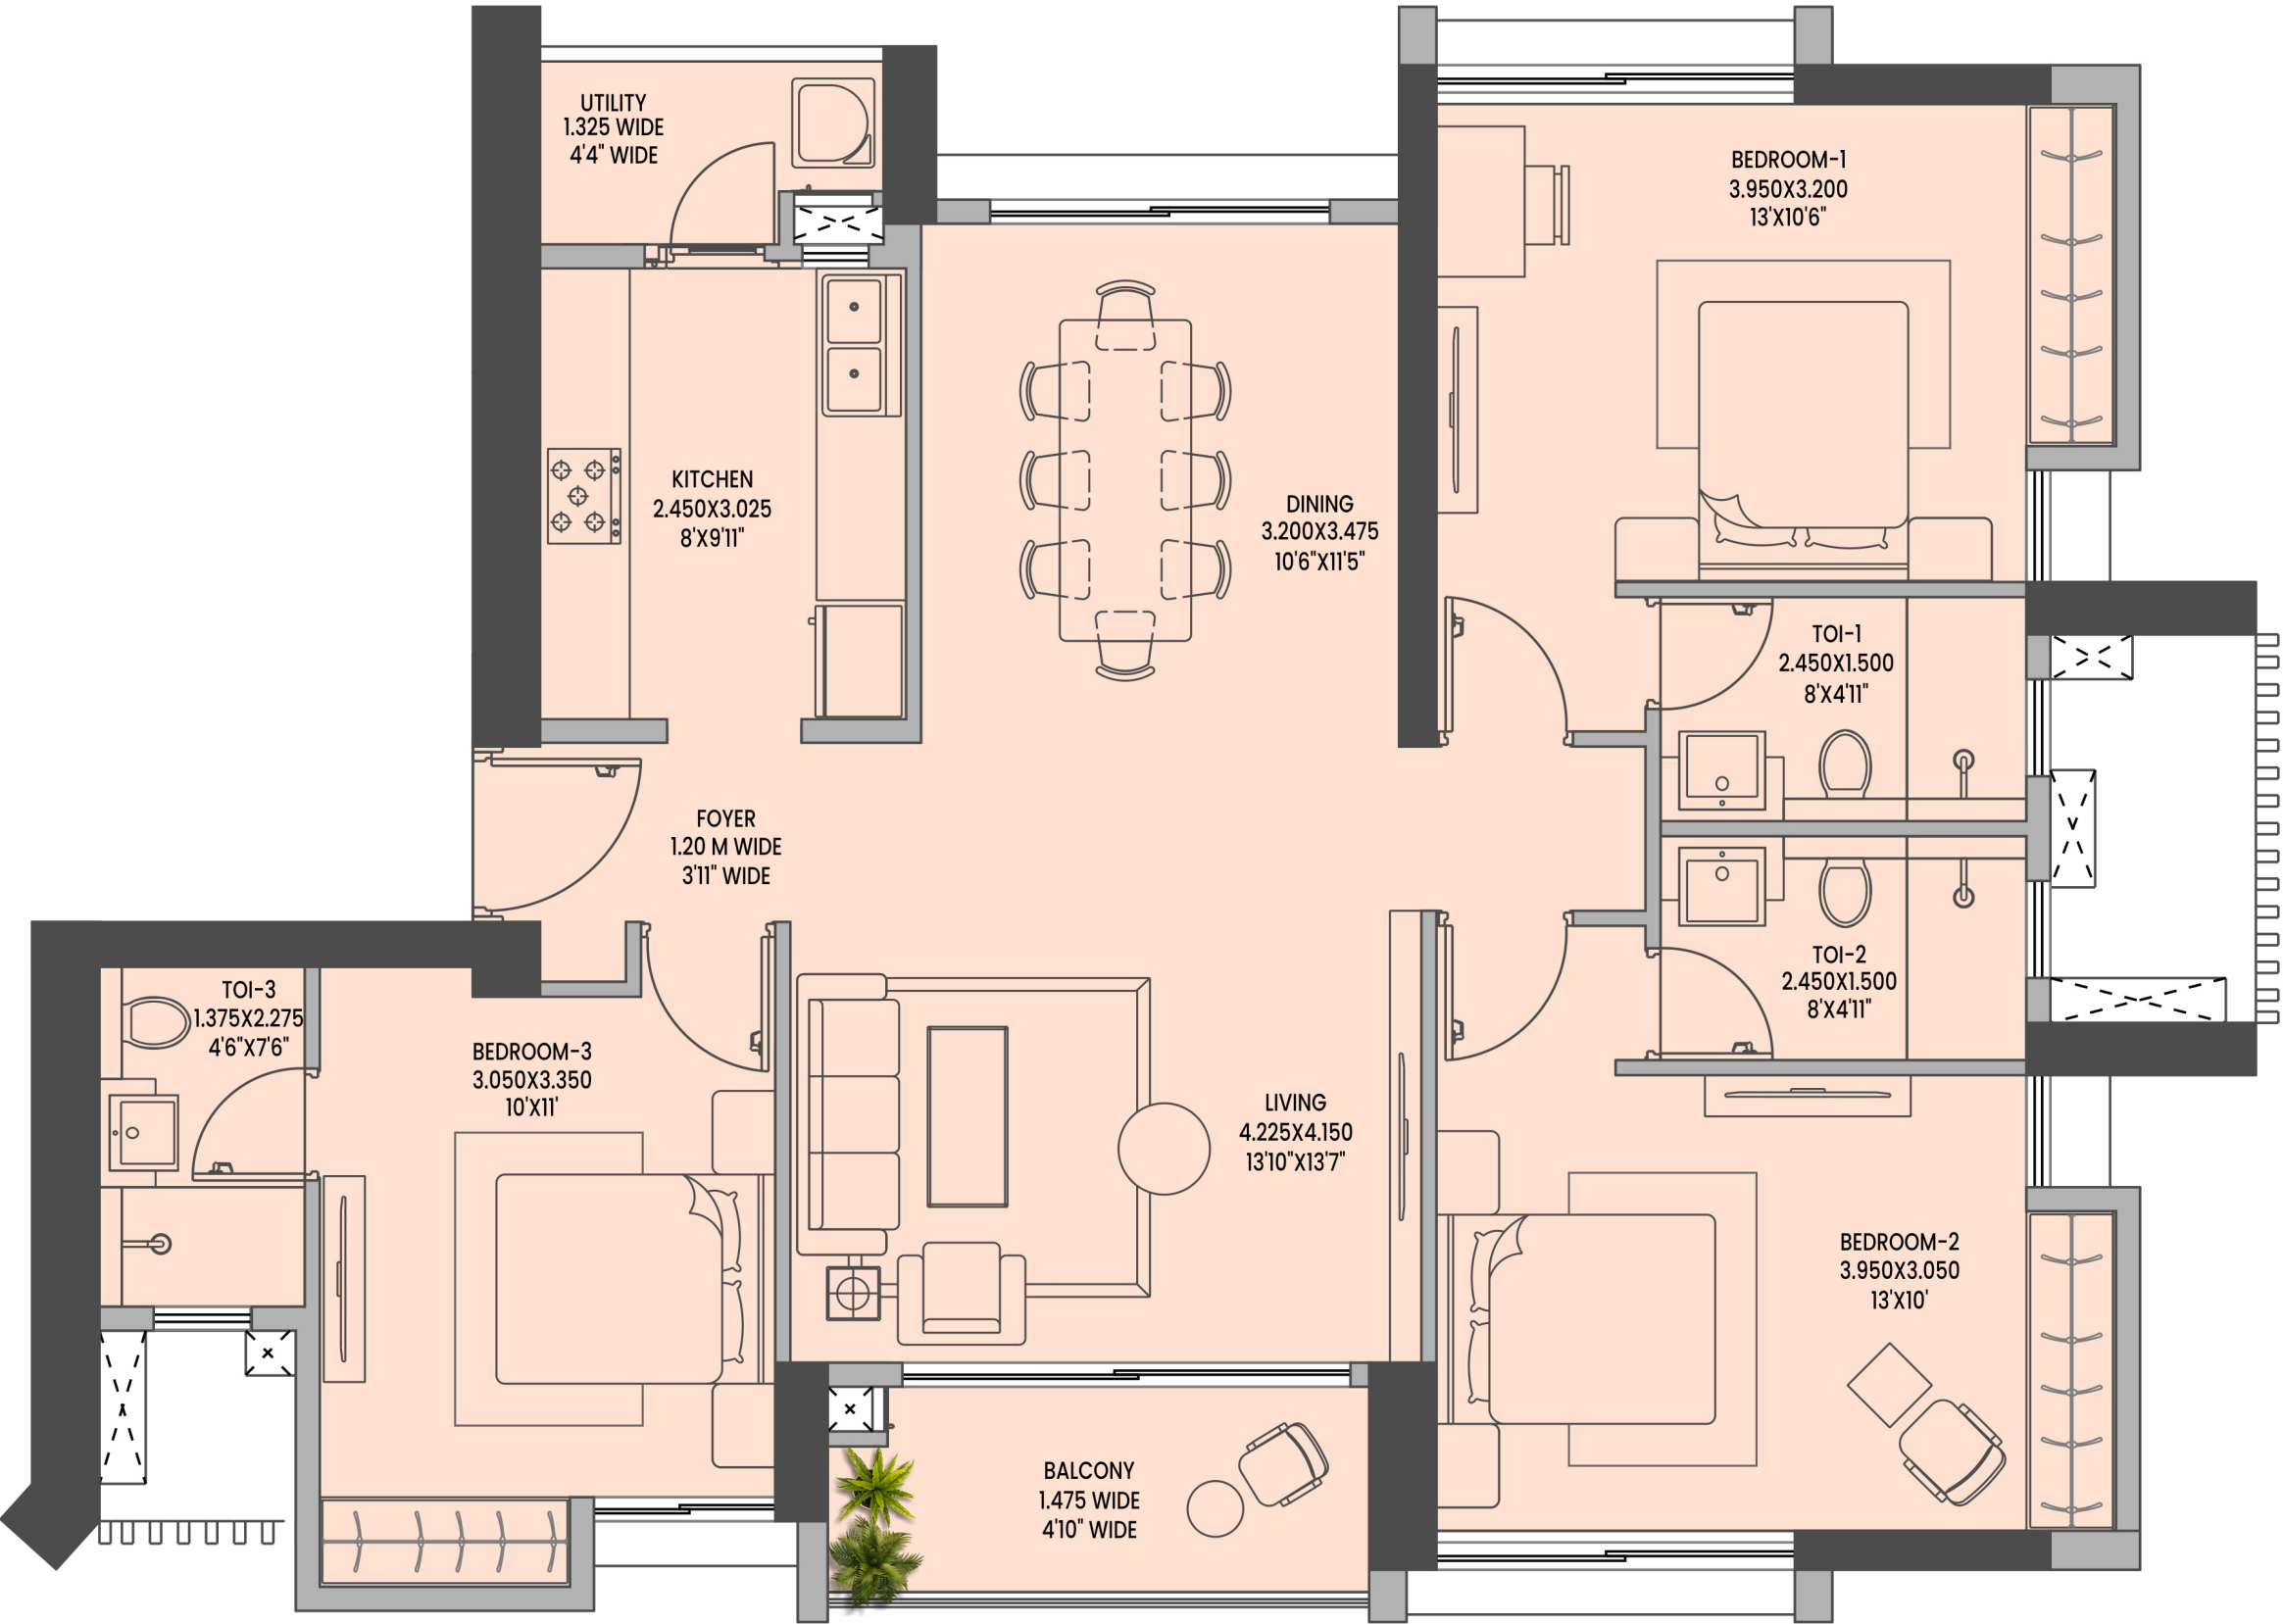 UTILITY
1.325 WIDE
4'4" WIDE
BEDROOM-1
3.950X3.200
13'X10'6"
KITCHEN
2.450X3.025
8'X9'11"
DINING
3.200X3.475
10'6"X11'5"
TOI-1
2.450X1.500
8'X4'11"
FOYER
1.20 M WIDE
3'11" WIDE
TOI-2
2.450X1.500
8'X4'11"
TOI-3
1.375X2.275
4'6"X7'6"
BEDROOM-3
3.050X3.350
10'X11'
LIVING
4.225X4.150
13'10"X13'7"
BEDROOM-2
3.950X3.050
13'X10'
BALCONY
1.475 WIDE
4'10" WIDE